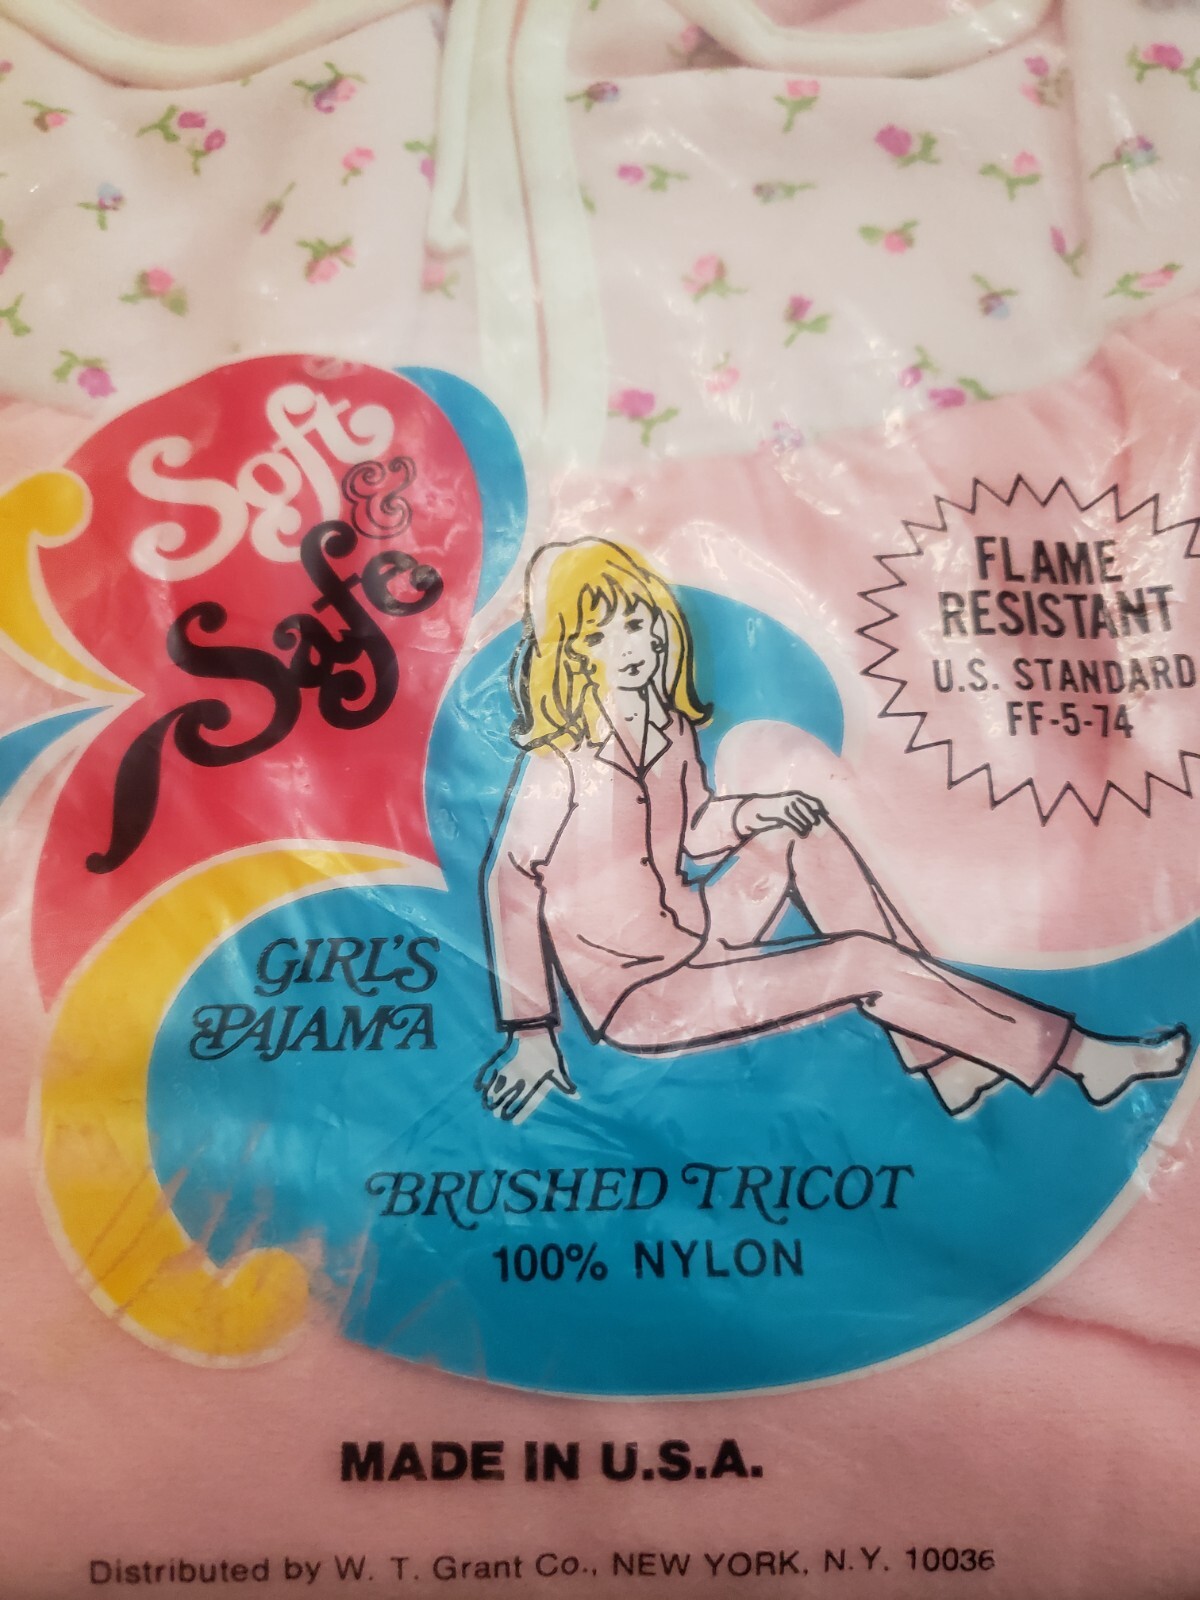 Soft
&
Safe
FLAME
RESISTANT
U.S. STANDARD
FF-5-74
GIRL'S
PAJAMA
BRUSHED TRICOT
100% NYLON
MADE IN U.S.A.
Distributed by W. T. Grant Co., NEW YORK, N.Y. 10036